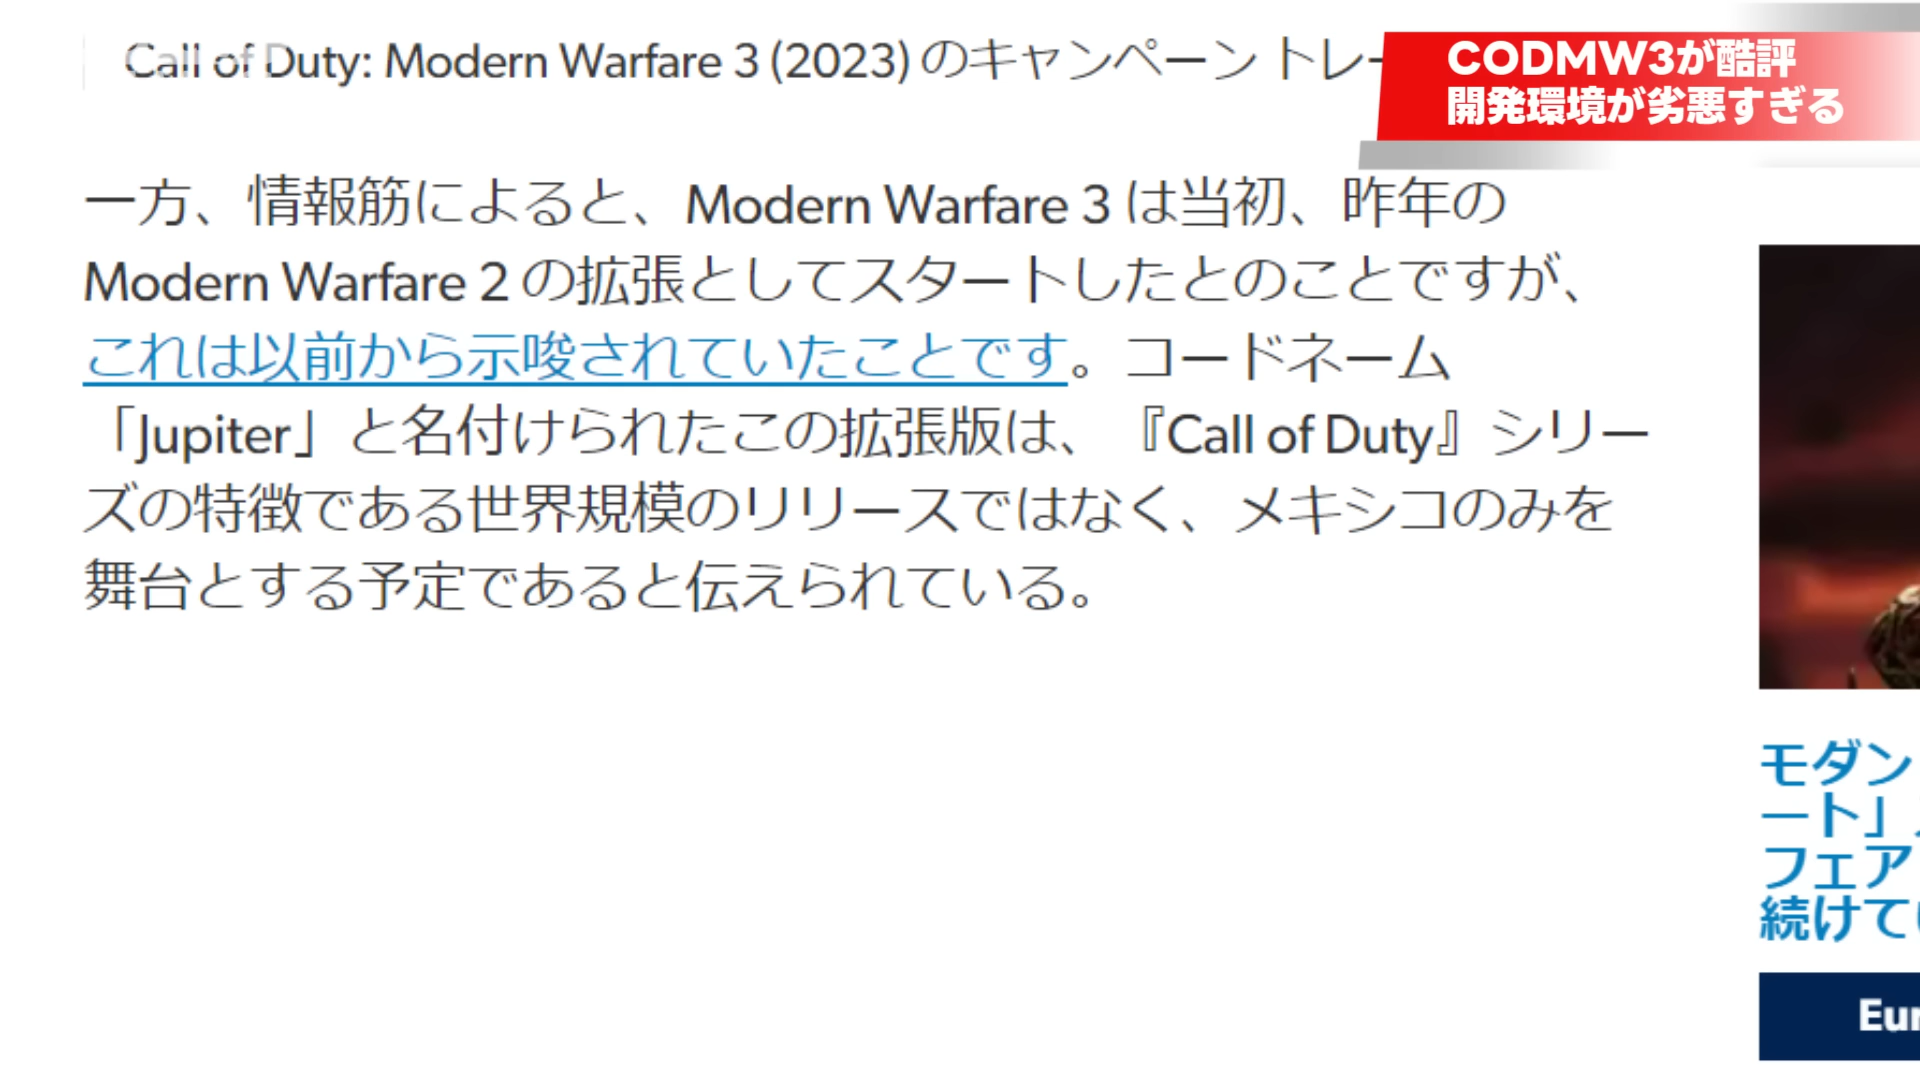 Call of Duty: Modern Warfare 3 (2023) のキャンペーン トレー
CODMW3が酷評
開発環境が劣悪すぎる
一方、情報筋によると、Modern Warfare 3 は当初、昨年の
Modern Warfare 2 の拡張としてスタートしたとのことですが、
これは以前から示唆されていたことです。コードネーム
「Jupiter」と名付けられたこの拡張版は、『Call of Duty』シリー
ズの特徴である世界規模のリリースではなく、メキシコのみを
舞台とする予定であると伝えられている。
モダン
ート」
フェア
続けて
Eur